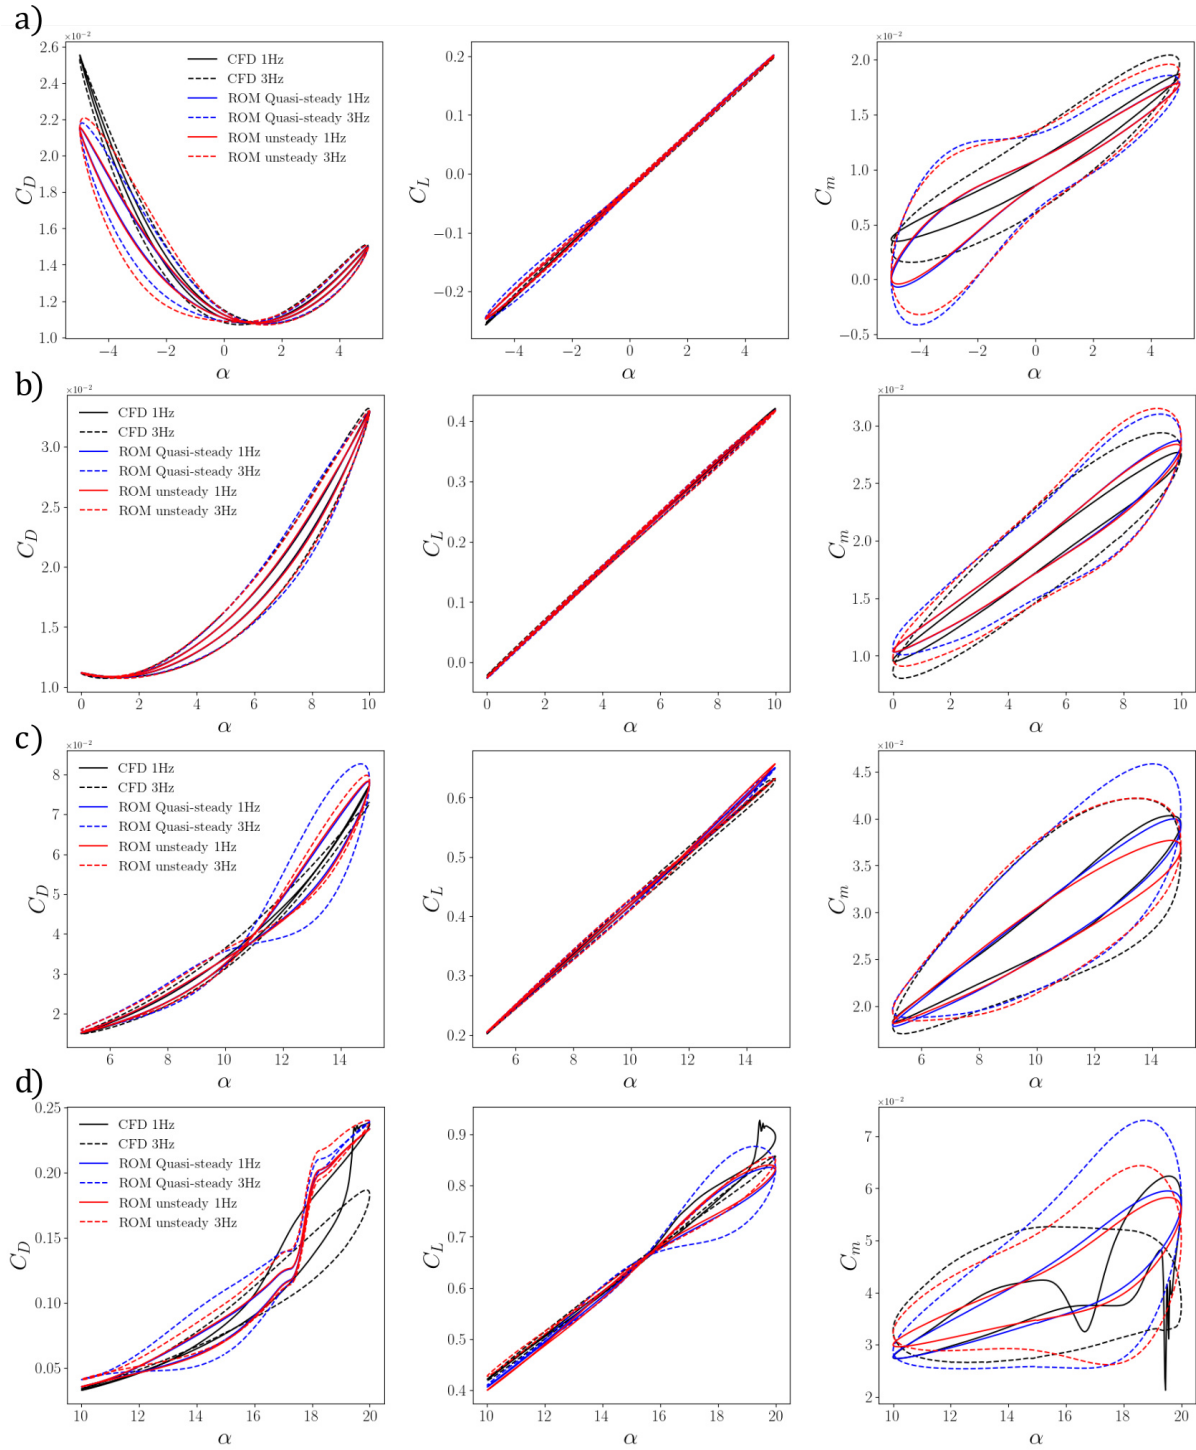 a)
×10⁻²
2.6
2.4
2.2
2.0
1.8
1.6
1.4
1.2
1.0
C_D
CFD 1Hz
CFD 3Hz
ROM Quasi-steady 1Hz
ROM Quasi-steady 3Hz
ROM unsteady 1Hz
ROM unsteady 3Hz
−4 −2 0 2 4
α
0.2
0.1
0.0
−0.1
−0.2
C_L
−4 −2 0 2 4
α
×10⁻²
2.0
1.5
1.0
0.5
0.0
−0.5
C_m
−4 −2 0 2 4
α
b)
×10⁻²
3.0
2.5
2.0
1.5
1.0
C_D
CFD 1Hz
CFD 3Hz
ROM Quasi-steady 1Hz
ROM Quasi-steady 3Hz
ROM unsteady 1Hz
ROM unsteady 3Hz
0 2 4 6 8 10
α
0.4
0.3
0.2
0.1
0.0
C_L
0 2 4 6 8 10
α
×10⁻²
3.0
2.5
2.0
1.5
1.0
C_m
0 2 4 6 8 10
α
c)
×10⁻²
8
7
6
5
4
3
2
C_D
CFD 1Hz
CFD 3Hz
ROM Quasi-steady 1Hz
ROM Quasi-steady 3Hz
ROM unsteady 1Hz
ROM unsteady 3Hz
6 8 10 12 14
α
0.6
0.5
0.4
0.3
0.2
C_L
6 8 10 12 14
α
×10⁻²
4.5
4.0
3.5
3.0
2.5
2.0
C_m
6 8 10 12 14
α
d)
0.25
0.20
0.15
0.10
0.05
C_D
CFD 1Hz
CFD 3Hz
ROM Quasi-steady 1Hz
ROM Quasi-steady 3Hz
ROM unsteady 1Hz
ROM unsteady 3Hz
10 12 14 16 18 20
α
0.9
0.8
0.7
0.6
0.5
0.4
C_L
10 12 14 16 18 20
α
×10⁻²
7
6
5
4
3
2
C_m
10 12 14 16 18 20
α